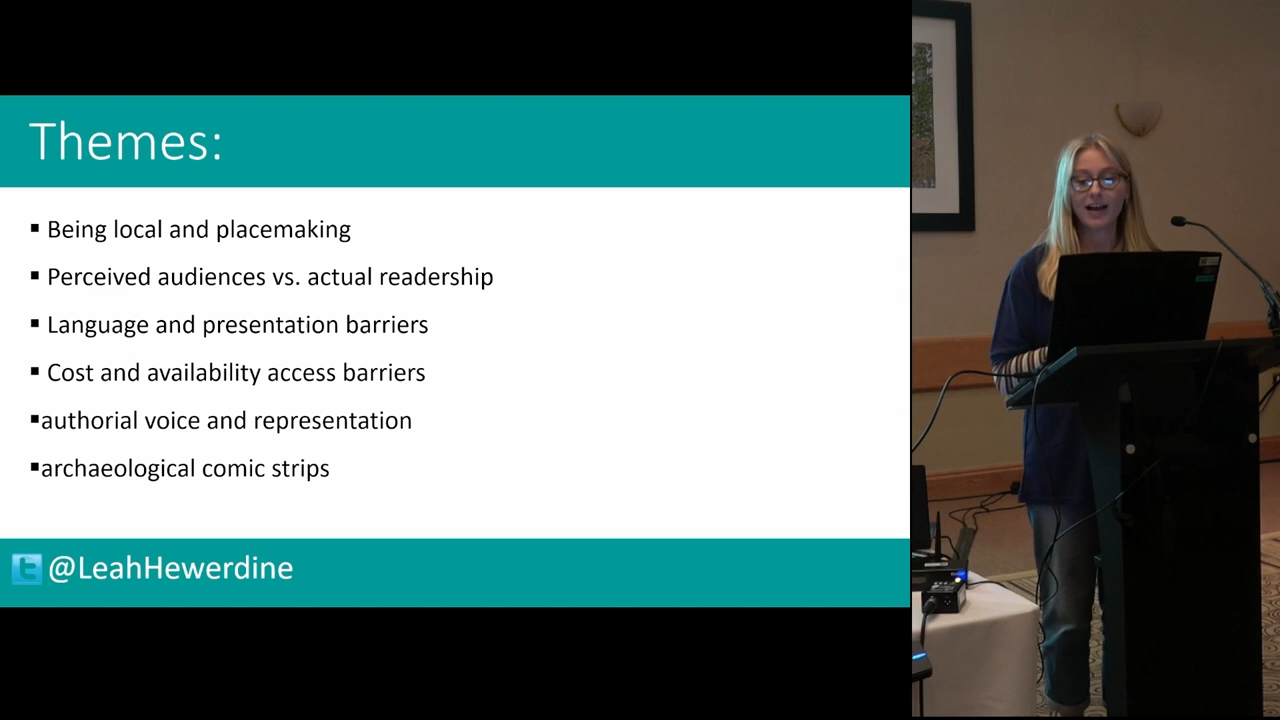 Themes:
▪ Being local and placemaking
▪ Perceived audiences vs. actual readership
▪ Language and presentation barriers
▪ Cost and availability access barriers
▪authorial voice and representation
▪archaeological comic strips
@LeahHewerdine